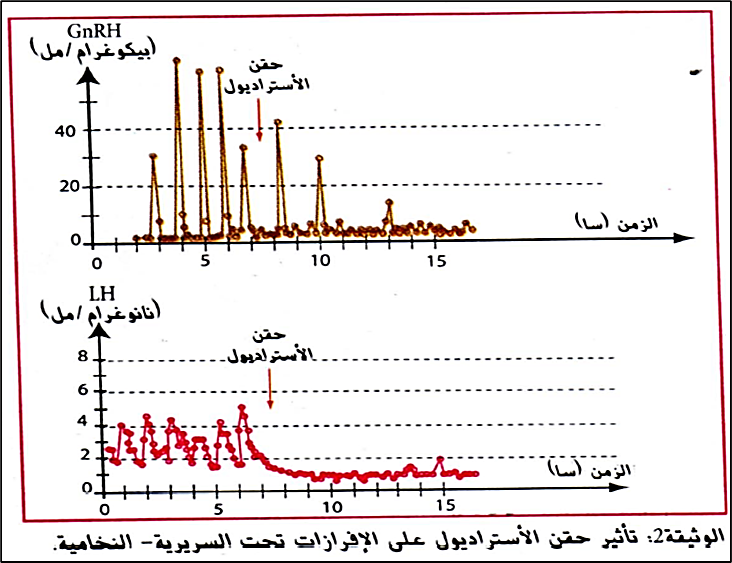 GnRH
(بيكوغرام/مل)
حقن
الأستراديول
40
20
0
0 5 10 15
الزمن (سا)
LH
(نانوغرام/مل)
حقن
الأستراديول
8
6
4
2
0
0 5 10 15
الزمن (سا)
الوثيقة2: تأثير حقن الأستراديول على الإفرازات تحت السريرية- النخامية.